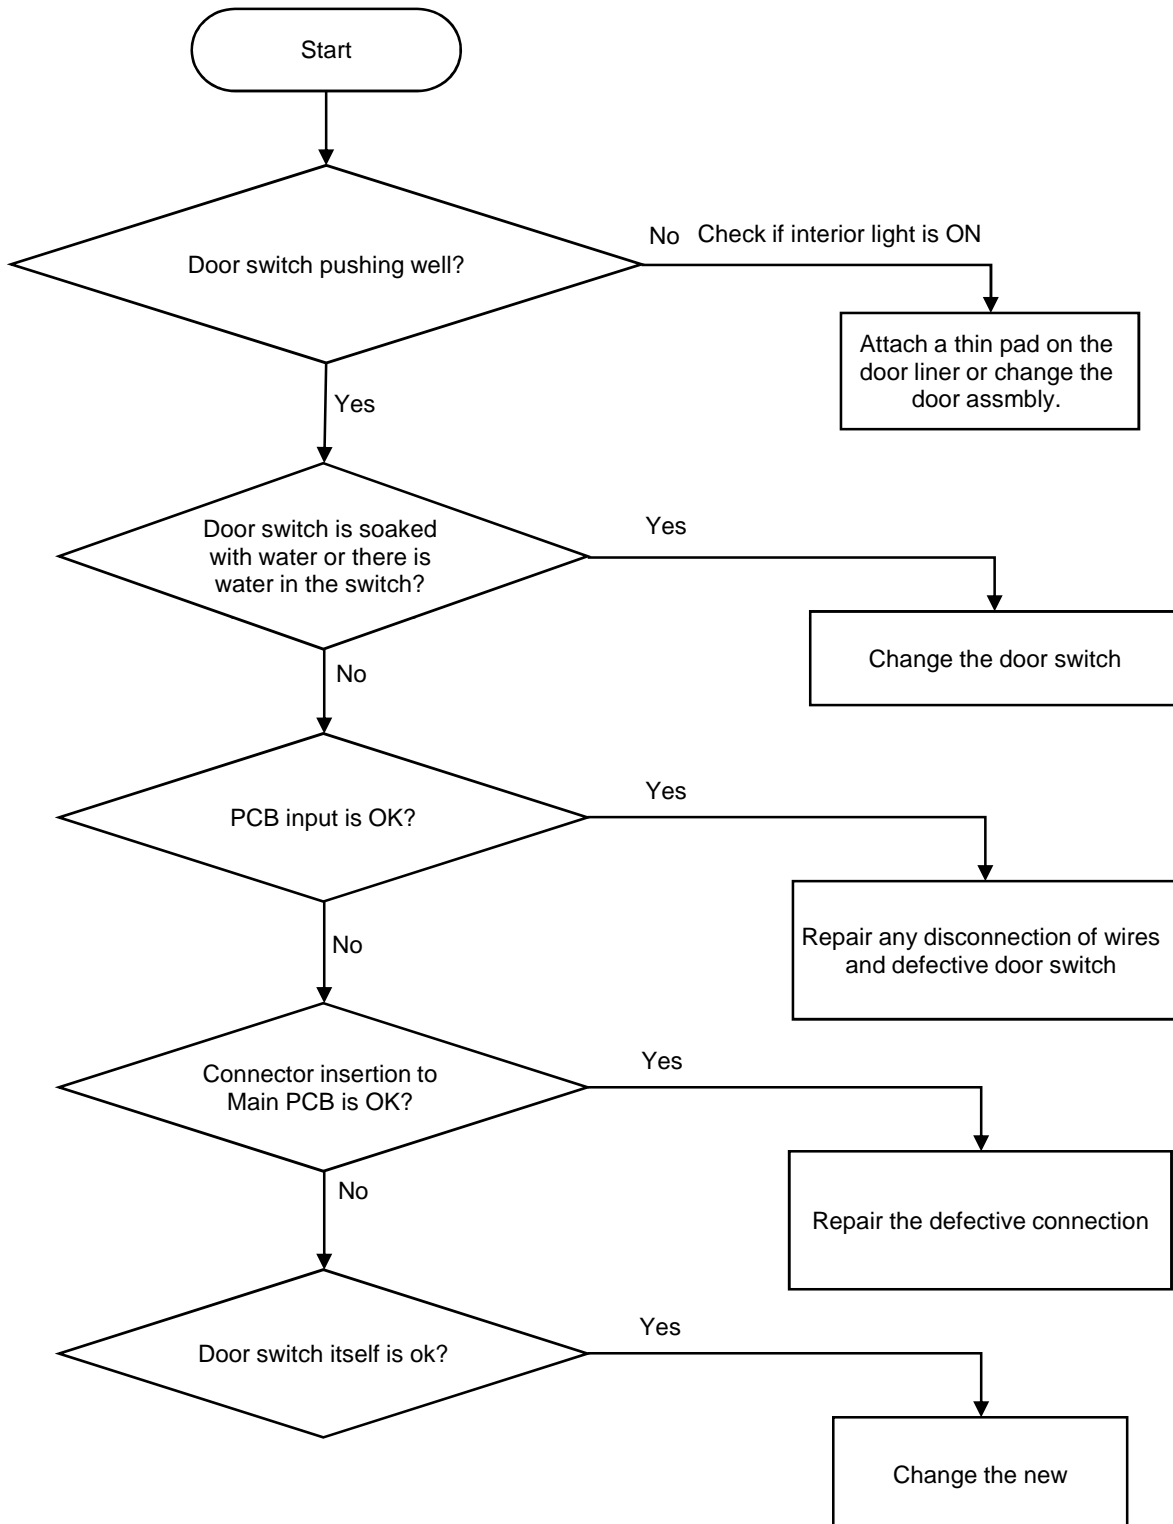 Start
Door switch pushing well?
No Check if interior light is ON
Attach a thin pad on the
door liner or change the
door assmbly.
Yes
Door switch is soaked
with water or there is
water in the switch?
Yes
Change the door switch
No
PCB input is OK?
Yes
Repair any disconnection of wires
and defective door switch
No
Connector insertion to
Main PCB is OK?
Yes
Repair the defective connection
No
Door switch itself is ok?
Yes
Change the new